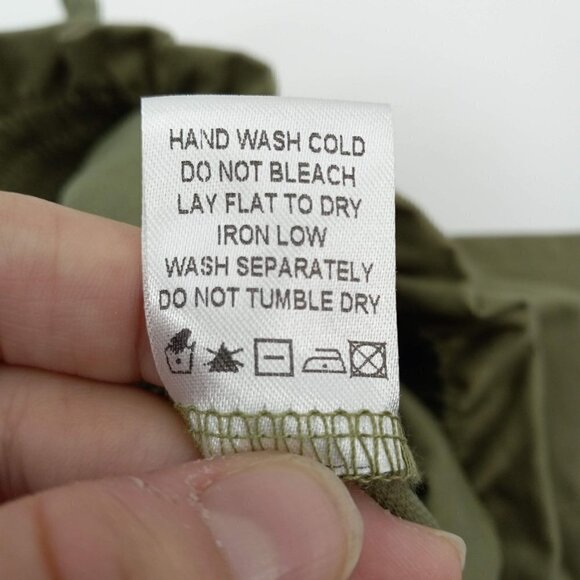 HAND WASH COLD
DO NOT BLEACH
LAY FLAT TO DRY
IRON LOW
WASH SEPARATELY
DO NOT TUMBLE DRY